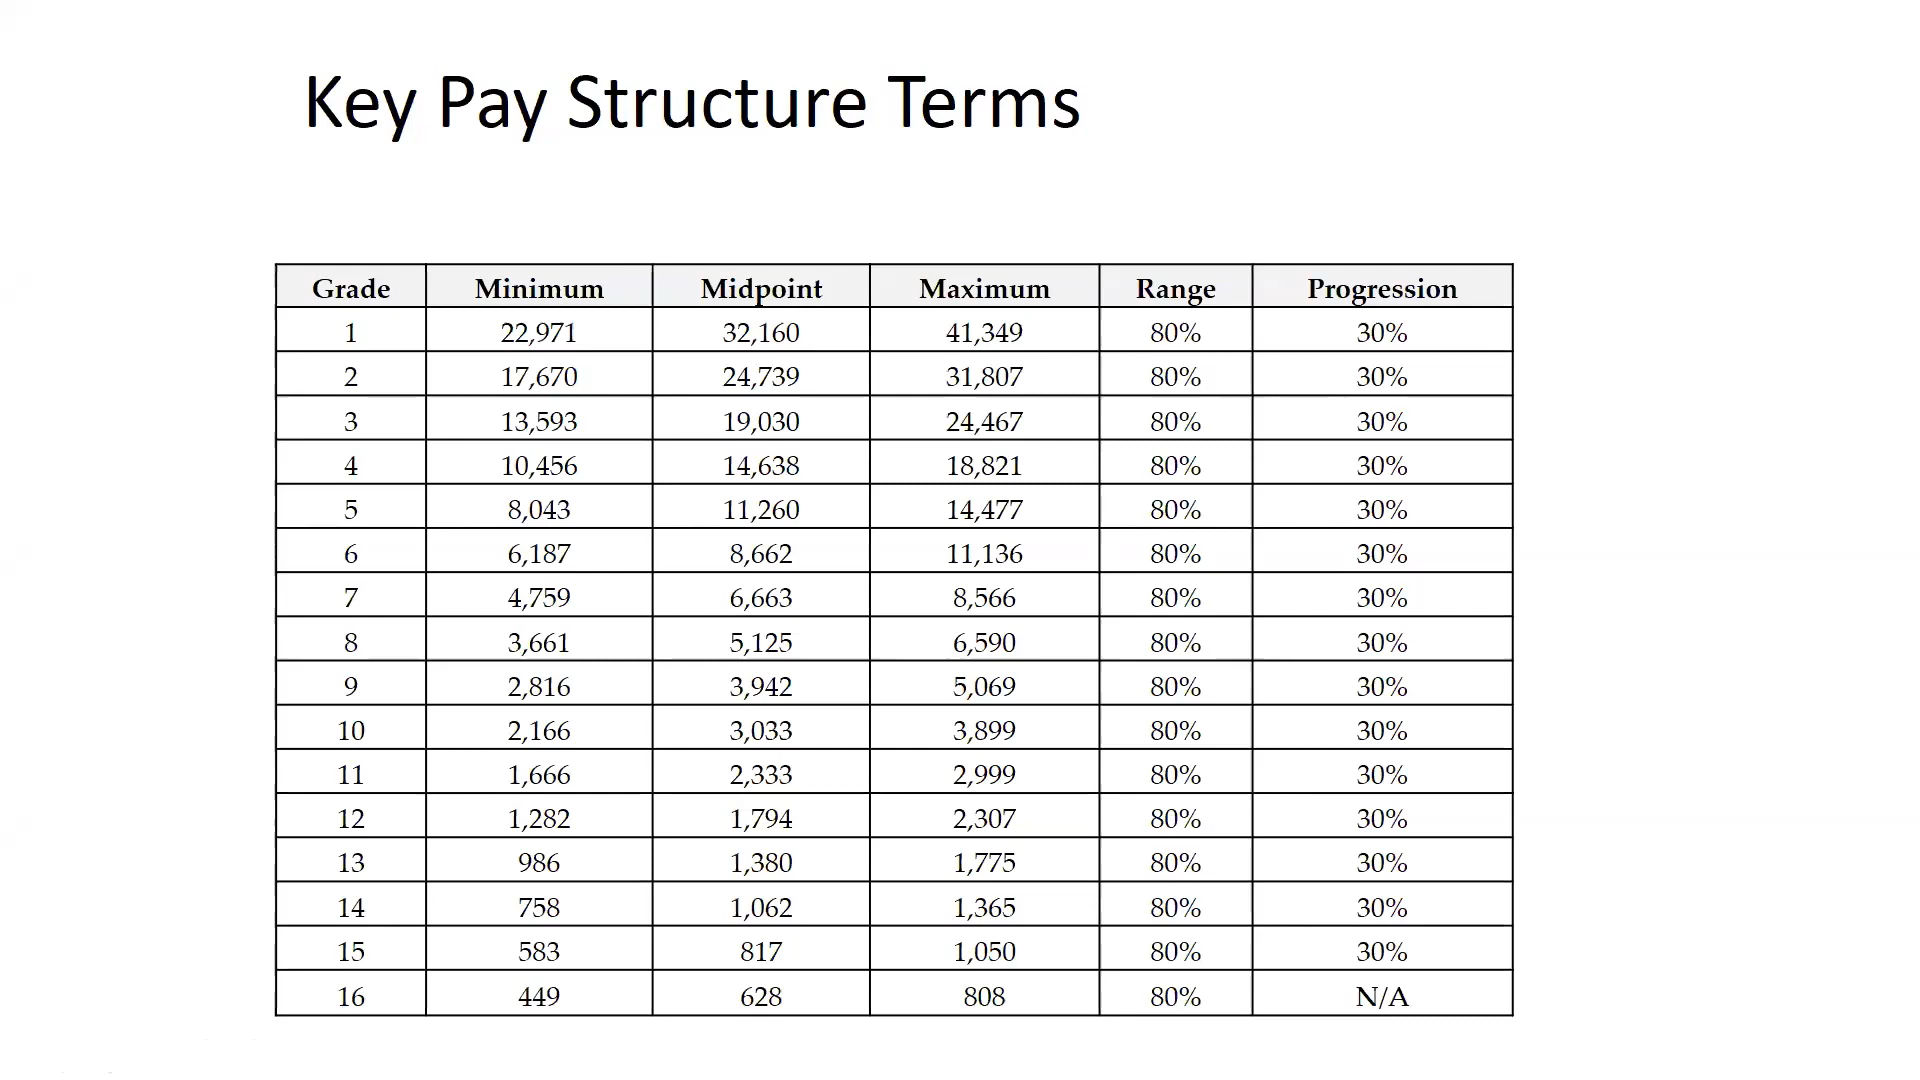 Key Pay Structure Terms
Grade Minimum Midpoint Maximum Range Progression
1 22,971 32,160 41,349 80% 30%
2 17,670 24,739 31,807 80% 30%
3 13,593 19,030 24,467 80% 30%
4 10,456 14,638 18,821 80% 30%
5 8,043 11,260 14,477 80% 30%
6 6,187 8,662 11,136 80% 30%
7 4,759 6,663 8,566 80% 30%
8 3,661 5,125 6,590 80% 30%
9 2,816 3,942 5,069 80% 30%
10 2,166 3,033 3,899 80% 30%
11 1,666 2,333 2,999 80% 30%
12 1,282 1,794 2,307 80% 30%
13 986 1,380 1,775 80% 30%
14 758 1,062 1,365 80% 30%
15 583 817 1,050 80% 30%
16 449 628 808 80% N/A